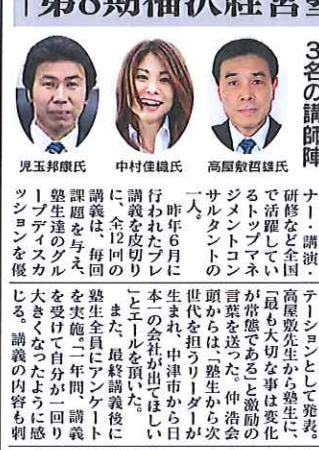 「第8期福沢経営塾
3名の講師陣
児玉邦康氏
中村佳織氏
高屋敷哲雄氏
ナー・講演・
研修など全国
で活躍してい
るトップマネ
ジメントコン
サルタントの
一人。
昨年6月に
行われたプレ
講義を皮切り
に、全12回の
講義は、毎回
課題を与え、
塾生達のグル
ープディスカ
ッションを優
テーションとして発表。
高屋敷先生から塾生に、
「最も大切な事は変化
が常態である」と激励の
言葉を送った。仲浩会
頭からは、「塾生から次
世代を担うリーダーが
生まれ、中津市から日
本一の会社が出てほしい
」とエールを頂いた。
また、最終講義後に
塾生全員にアンケート
を実施。「一年間、講義
を受けて自分が一回り
大きくなったように感
じる。講義の内容も刺